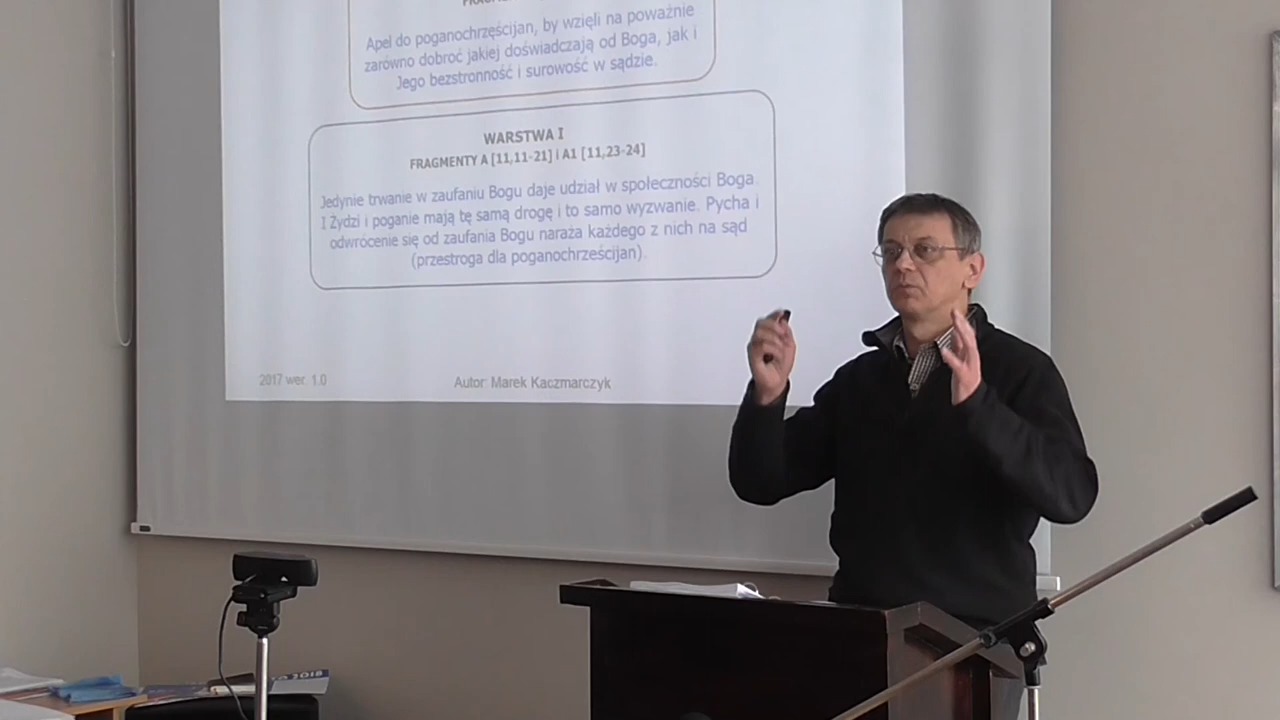 Apel do poganochrześcijan, by wzięli na poważnie
zarówno dobroć jakiej doświadczają od Boga, jak i
Jego bezstronność i surowość w sądzie.
WARSTWA I
FRAGMENTY A [11,11-21] i A1 [11,23-24]
Jedynie trwanie w zaufaniu Bogu daje udział w społeczności Boga.
I Żydzi i poganie mają tę samą drogę i to samo wyzwanie. Pycha i
odwrócenie się od zaufania Bogu naraża każdego z nich na sąd
(przestroga dla poganochrześcijan).
2017 wer. 1.0
Autor: Marek Kaczmarczyk
2018